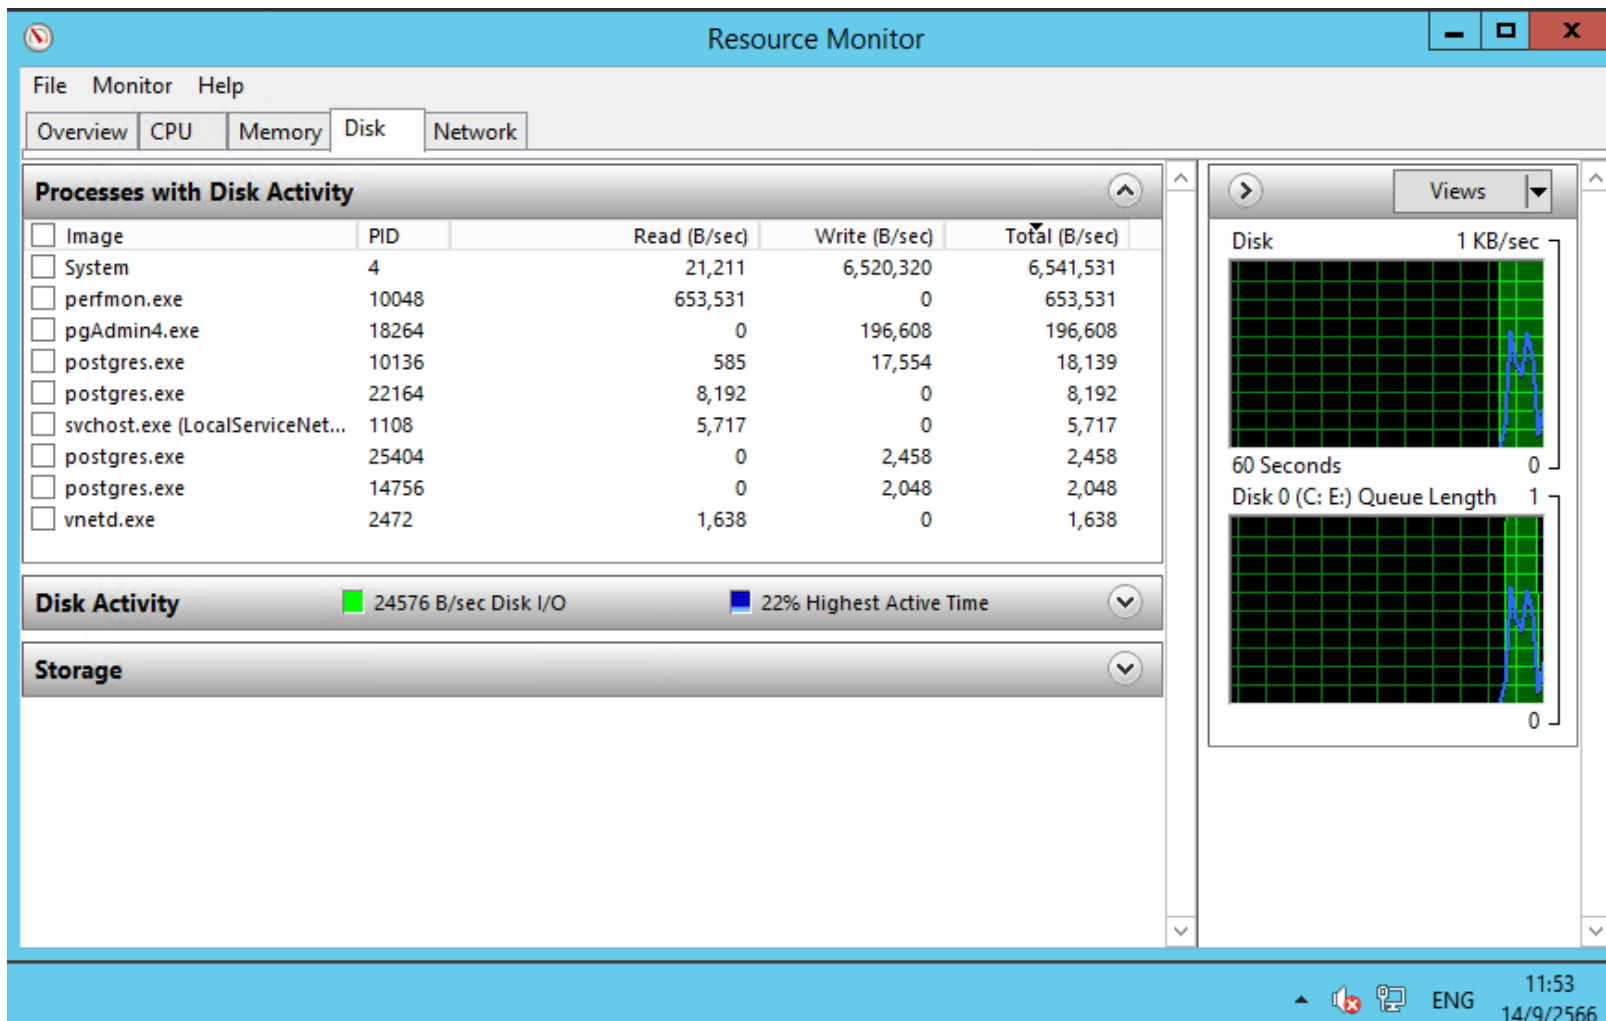 Resource Monitor
File Monitor Help
Overview CPU Memory Disk Network
Processes with Disk Activity
Image PID Read (B/sec) Write (B/sec) Total (B/sec)
System 4 21,211 6,520,320 6,541,531
perfmon.exe 10048 653,531 0 653,531
pgAdmin4.exe 18264 0 196,608 196,608
postgres.exe 10136 585 17,554 18,139
postgres.exe 22164 8,192 0 8,192
svchost.exe (LocalServiceNet... 1108 5,717 0 5,717
postgres.exe 25404 0 2,458 2,458
postgres.exe 14756 0 2,048 2,048
vnetd.exe 2472 1,638 0 1,638
Disk Activity 24576 B/sec Disk I/O 22% Highest Active Time
Storage
Views
Disk 1 KB/sec
60 Seconds 0
Disk 0 (C: E:) Queue Length 1
0
ENG 11:53
14/9/2566